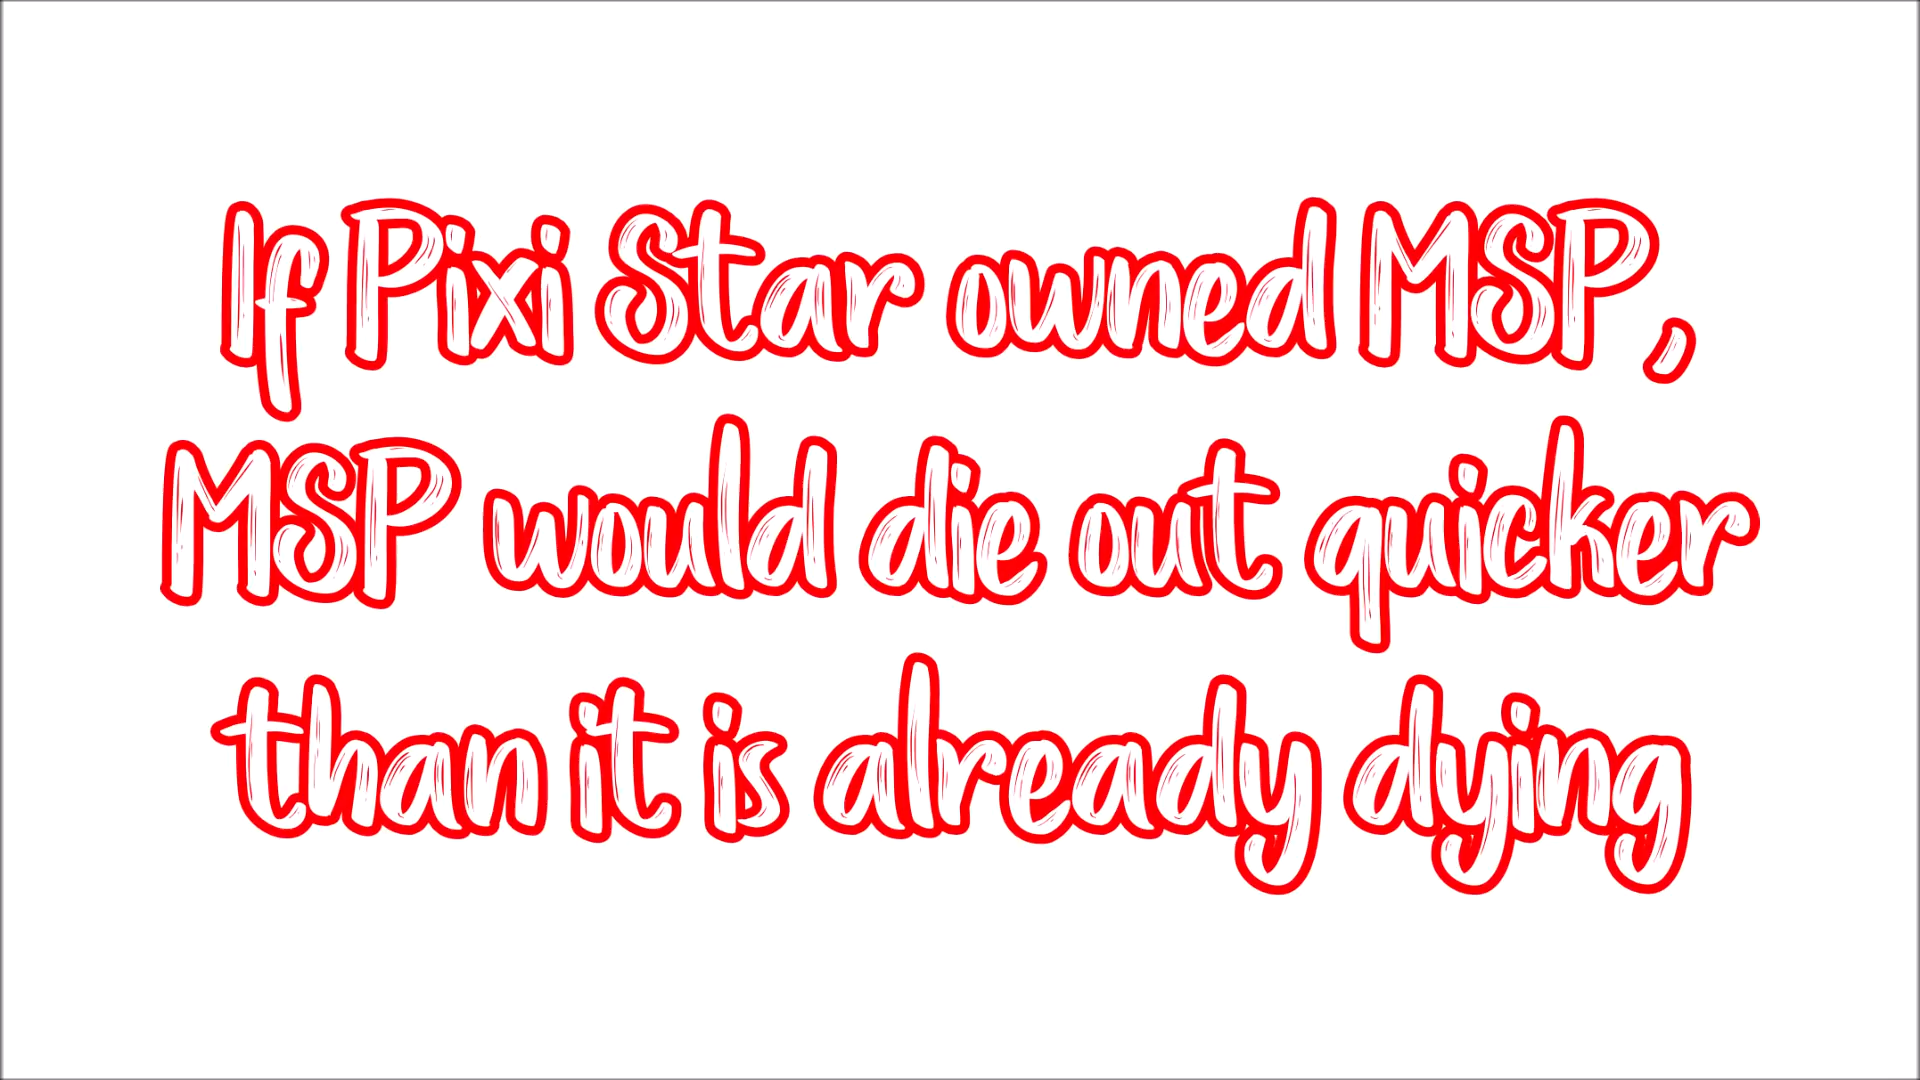 If Pixi Star owned MSP,
MSP would die out quicker
than it is already dying